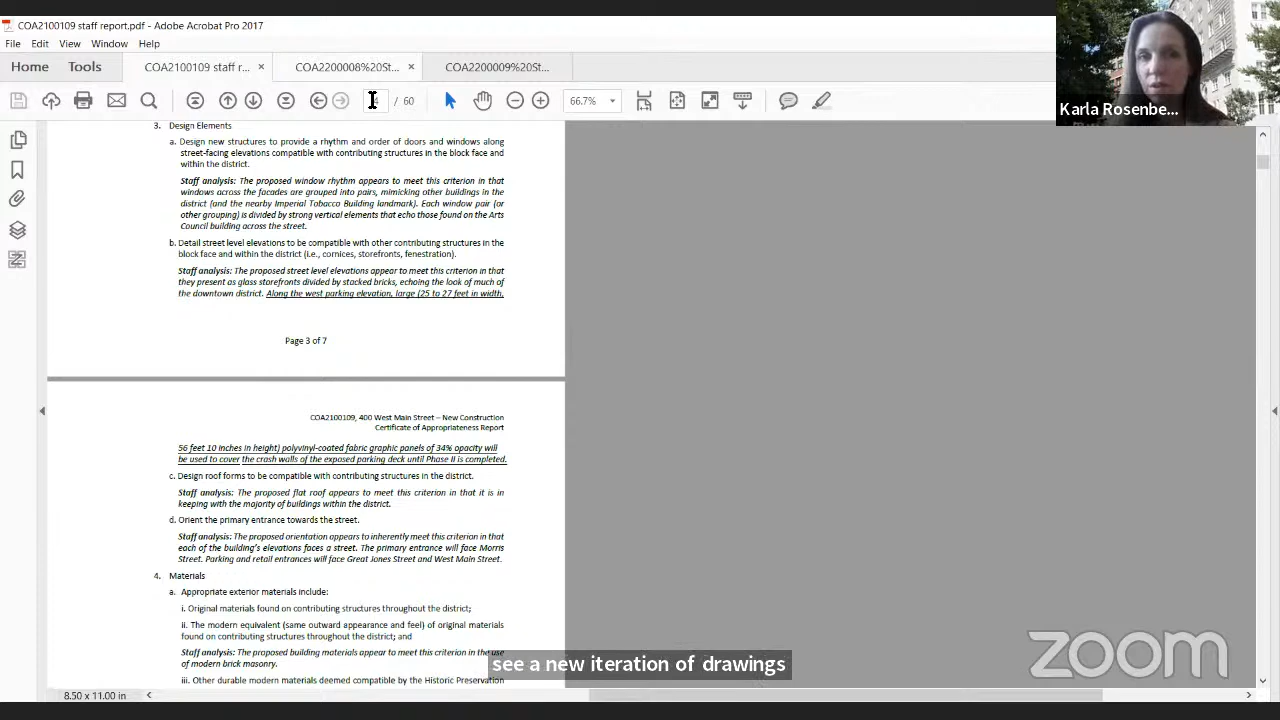 COA2100109 staff report.pdf - Adobe Acrobat Pro 2017
File Edit View Window Help
Home Tools COA2100109 staff r... × COA2200008%20St... × COA2200009%20St...
/ 60 66.7%
Karla Rosenbe...
3. Design Elements
a. Design new structures to provide a rhythm and order of doors and windows along
street-facing elevations compatible with contributing structures in the block face and
within the district.
Staff analysis: The proposed window rhythm appears to meet this criterion in that
windows across the facades are grouped into pairs, mimicking other buildings in the
district (and the nearby Imperial Tobacco Building landmark). Each window pair (or
other grouping) is divided by strong vertical elements that echo those found on the Arts
Council building across the street.
b. Detail street level elevations to be compatible with other contributing structures in the
block face and within the district (i.e., cornices, storefronts, fenestration).
Staff analysis: The proposed street level elevations appear to meet this criterion in that
they present as glass storefronts divided by stacked bricks, echoing the look of much of
the downtown district. Along the west parking elevation, large (25 to 27 feet in width,
Page 3 of 7
COA2100109, 400 West Main Street – New Construction
Certificate of Appropriateness Report
56 feet 10 inches in height) polyvinyl-coated fabric graphic panels of 34% opacity will
be used to cover the crash walls of the exposed parking deck until Phase II is completed.
c. Design roof forms to be compatible with contributing structures in the district.
Staff analysis: The proposed flat roof appears to meet this criterion in that it is in
keeping with the majority of buildings within the district.
d. Orient the primary entrance towards the street.
Staff analysis: The proposed orientation appears to inherently meet this criterion in that
each of the building's elevations faces a street. The primary entrance will face Morris
Street. Parking and retail entrances will face Great Jones Street and West Main Street.
4. Materials
a. Appropriate exterior materials include:
i. Original materials found on contributing structures throughout the district;
ii. The modern equivalent (same outward appearance and feel) of original materials
found on contributing structures throughout the district; and
Staff analysis: The proposed building materials appear to meet this criterion in the use
of modern brick masonry.
iii. Other durable modern materials deemed compatible by the Historic Preservation
see a new iteration of drawings
zoom
8.50 x 11.00 in